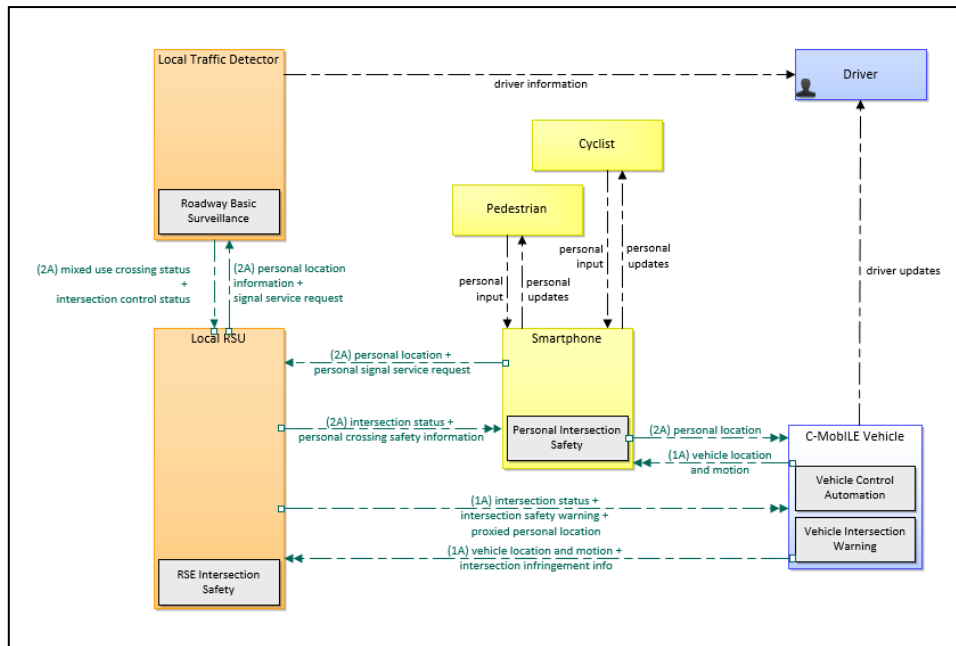 Local Traffic Detector
Driver
driver information
Cyclist
Roadway Basic
Surveillance
Pedestrian
personal
input
personal
updates
personal
input
personal
updates
driver updates
(2A) mixed use crossing status
+
intersection control status
(2A) personal location
information +
signal service request
Local RSU
Smartphone
(2A) personal location +
personal signal service request
(2A) intersection status +
personal crossing safety information
Personal Intersection
Safety
(2A) personal location
C-MobILE Vehicle
(1A) vehicle location
and motion
Vehicle Control
Automation
(1A) intersection status +
intersection safety warning +
proxied personal location
Vehicle Intersection
Warning
(1A) vehicle location and motion +
intersection infringement info
RSE Intersection
Safety